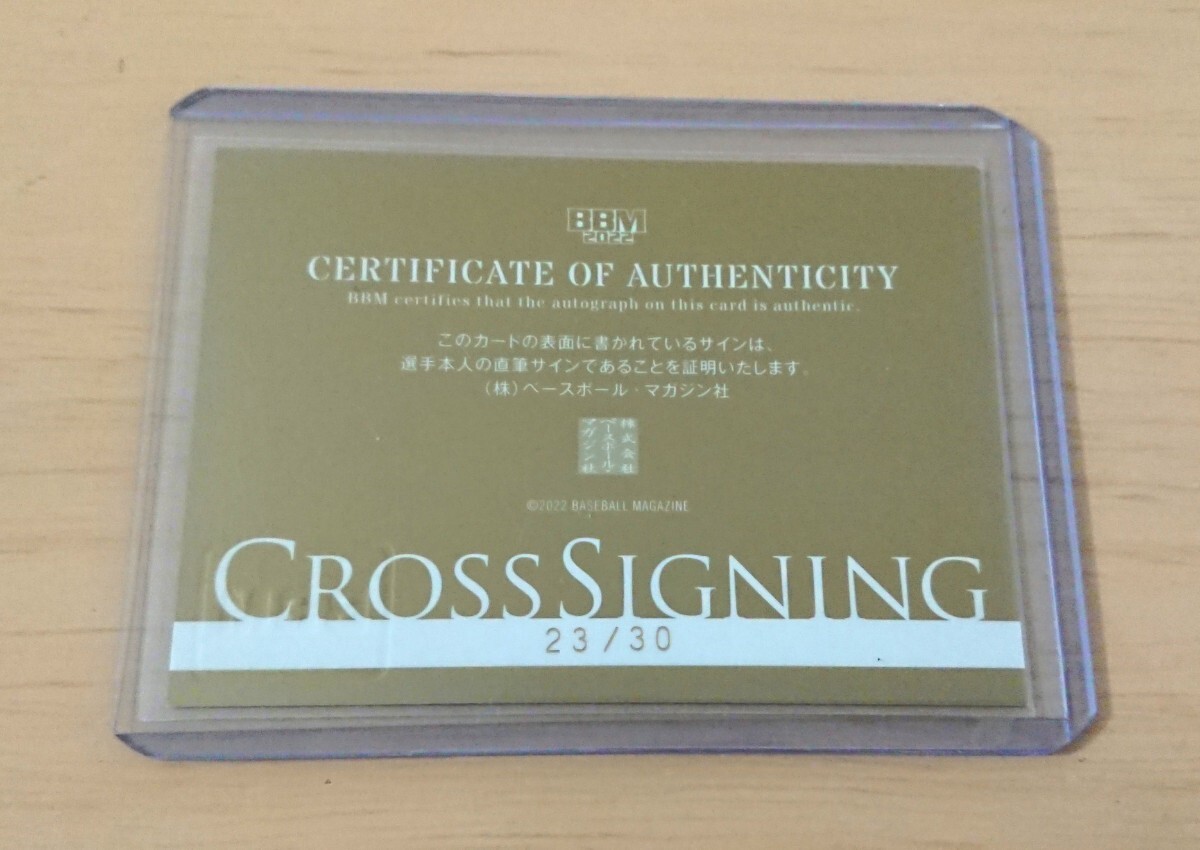 BBM
2022
CERTIFICATE OF AUTHENTICITY
BBM certifies that the autograph on this card is authentic.
このカードの表面に書かれているサインは、
選手本人の直筆サインであることを証明いたします。
（株）ベースボール・マガジン社
株式会社
ベースボール・
マガジン社
©2022 BASEBALL MAGAZINE
CROSSSIGNING
23/30